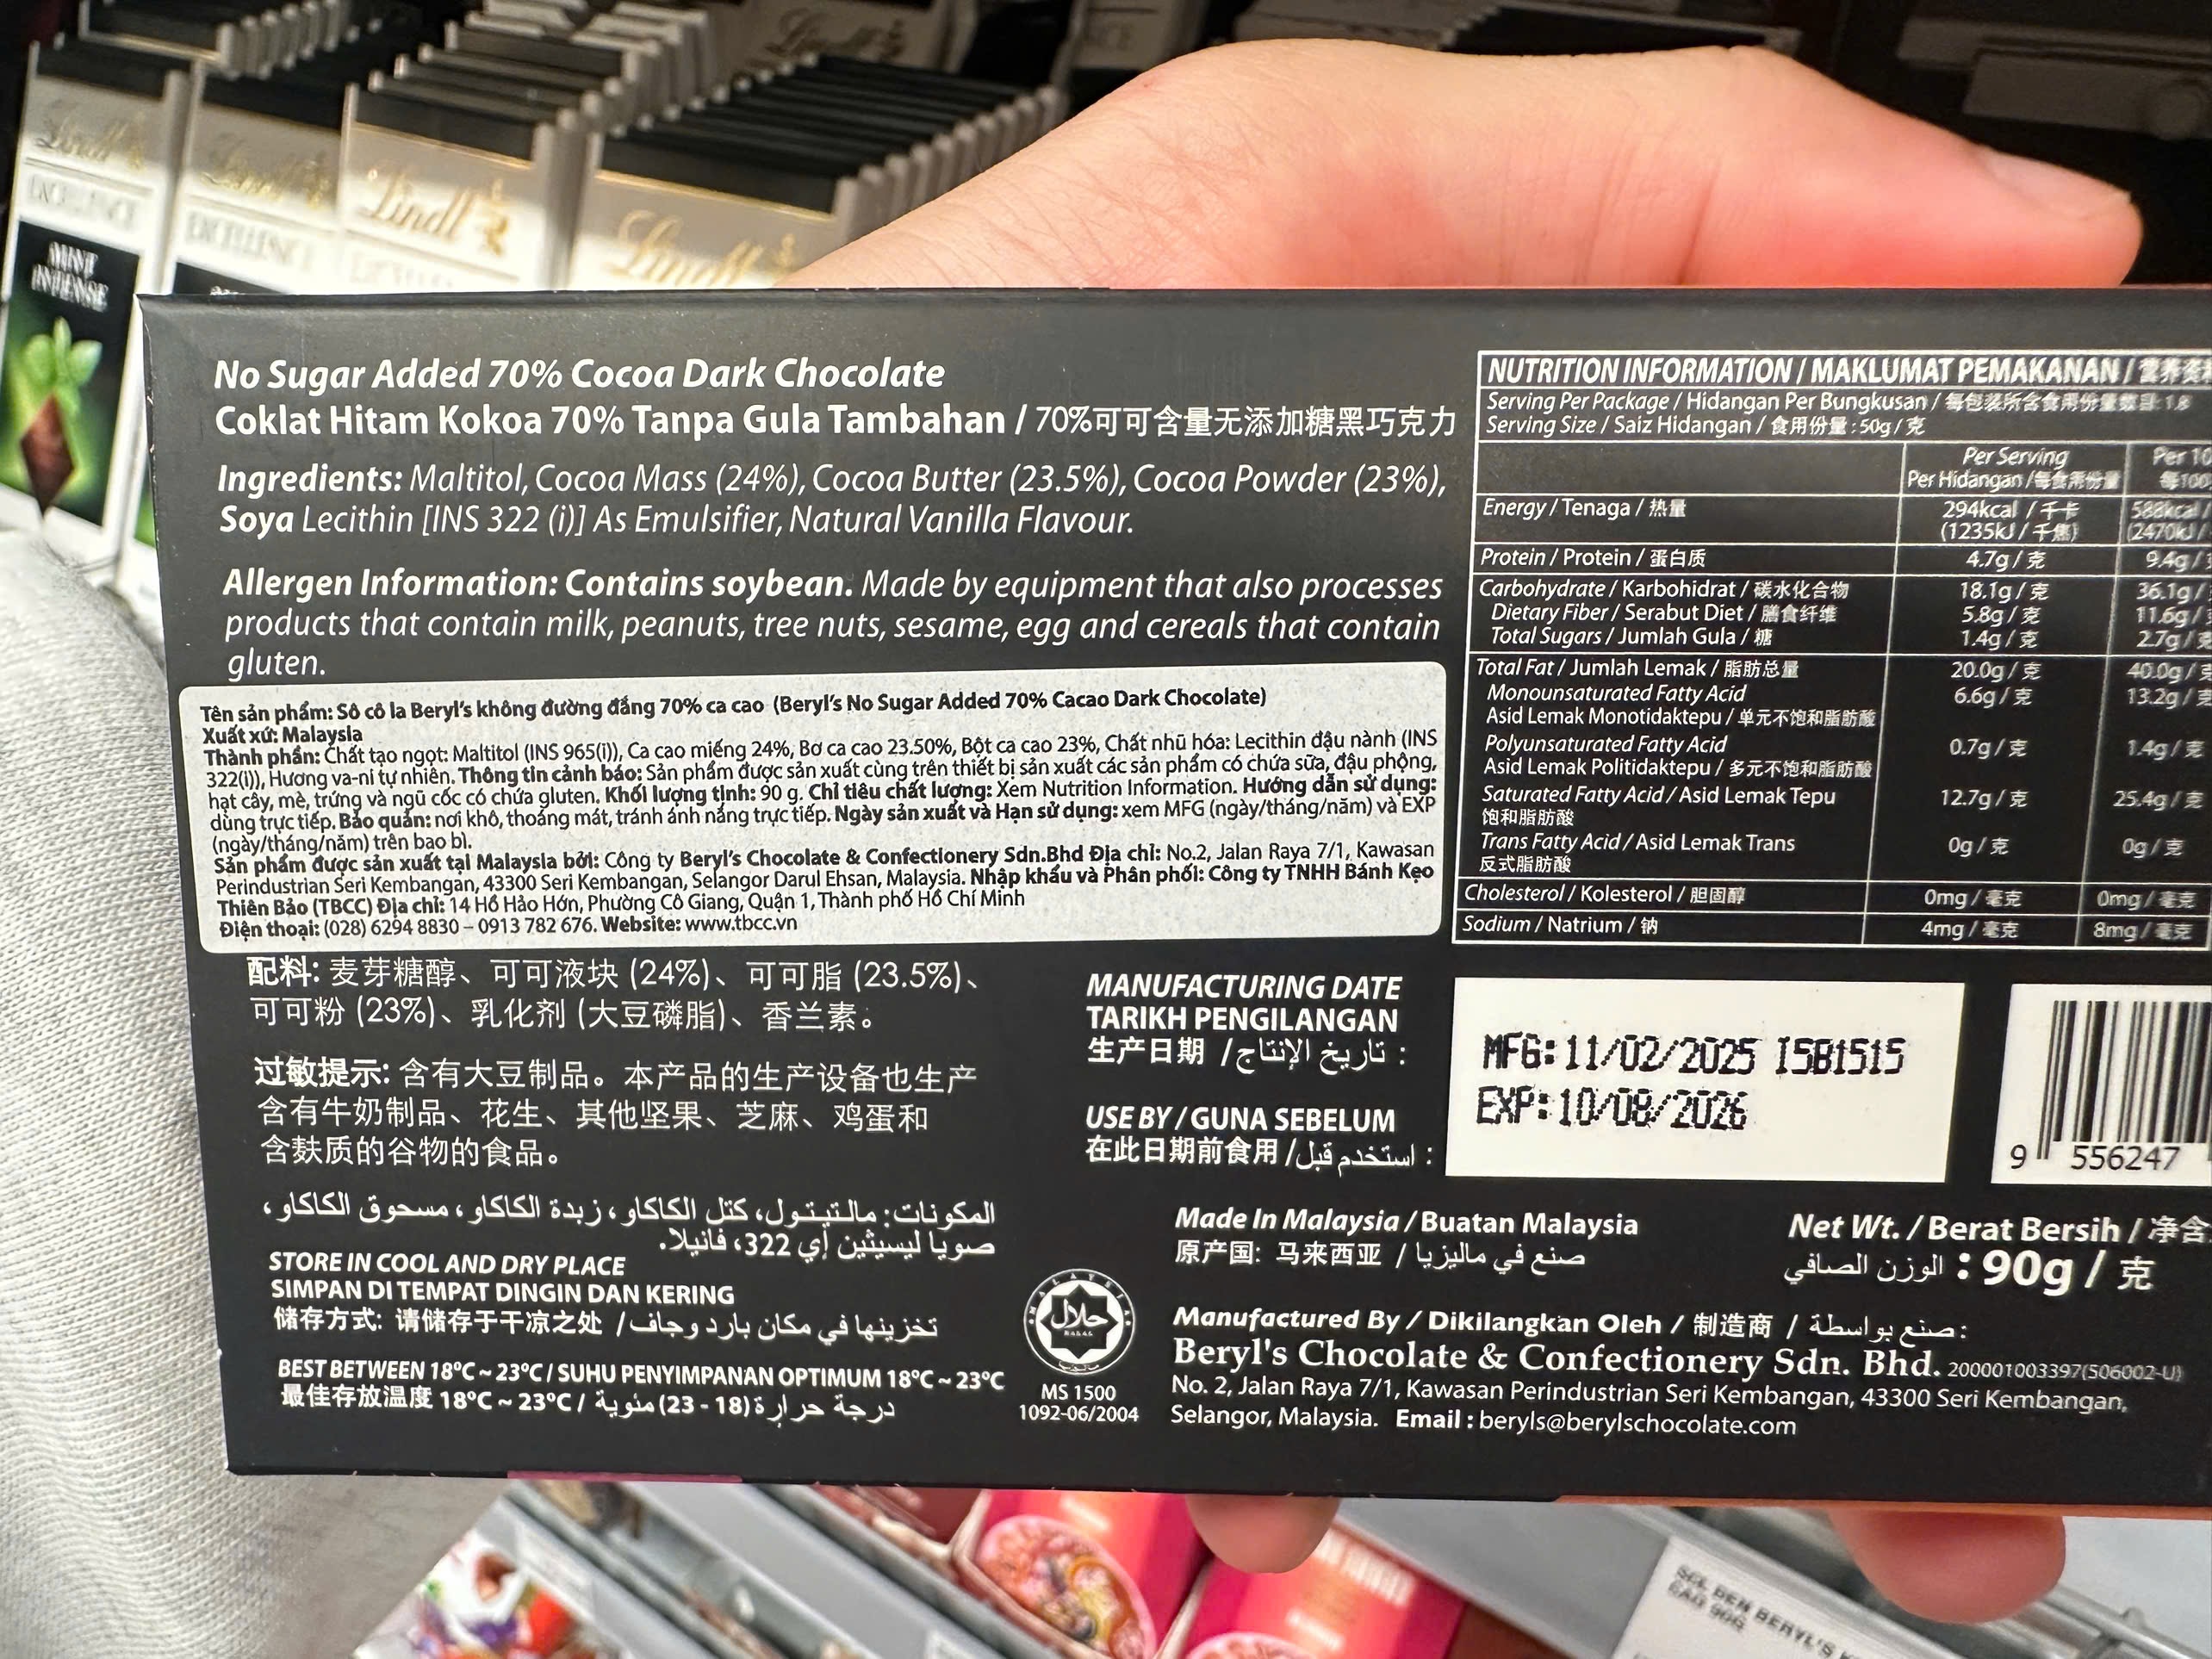 Lindt
EXCELLENCE
MINT
INTENSE
Lindt
EXCELLENCE
Lindt
Lindt
No Sugar Added 70% Cocoa Dark Chocolate
Coklat Hitam Kokoa 70% Tanpa Gula Tambahan / 70%可可含量无添加糖黑巧克力
Ingredients: Maltitol, Cocoa Mass (24%), Cocoa Butter (23.5%), Cocoa Powder (23%),
Soya Lecithin [INS 322 (i)] As Emulsifier, Natural Vanilla Flavour.
Allergen Information: Contains soybean. Made by equipment that also processes
products that contain milk, peanuts, tree nuts, sesame, egg and cereals that contain
gluten.
Tên sản phẩm: Sô cô la Beryl's không đường đắng 70% ca cao (Beryl's No Sugar Added 70% Cacao Dark Chocolate)
Xuất xứ: Malaysia
Thành phần: Chất tạo ngọt: Maltitol (INS 965(i)), Ca cao miếng 24%, Bơ ca cao 23.50%, Bột ca cao 23%, Chất nhũ hóa: Lecithin đậu nành (INS
322(i)), Hương va-ni tự nhiên. Thông tin cảnh báo: Sản phẩm được sản xuất cùng trên thiết bị sản xuất các sản phẩm có chứa sữa, đậu phộng,
hạt cây, mè, trứng và ngũ cốc có chứa gluten. Khối lượng tịnh: 90 g. Chỉ tiêu chất lượng: Xem Nutrition Information. Hướng dẫn sử dụng:
dùng trực tiếp. Bảo quản: nơi khô, thoáng mát, tránh ánh nắng trực tiếp. Ngày sản xuất và Hạn sử dụng: xem MFG (ngày/tháng/năm) và EXP
(ngày/tháng/năm) trên bao bì.
Sản phẩm được sản xuất tại Malaysia bởi: Công ty Beryl's Chocolate & Confectionery Sdn.Bhd Địa chỉ: No.2, Jalan Raya 7/1, Kawasan
Perindustrian Seri Kembangan, 43300 Seri Kembangan, Selangor Darul Ehsan, Malaysia. Nhập khẩu và Phân phối: Công ty TNHH Bánh Kẹo
Thiên Bảo (TBCC) Địa chỉ: 14 Hồ Hảo Hớn, Phường Cô Giang, Quận 1, Thành phố Hồ Chí Minh
Điện thoại: (028) 6294 8830 – 0913 782 676. Website: www.tbcc.vn
配料: 麦芽糖醇、可可液块 (24%)、可可脂 (23.5%)、
可可粉 (23%)、乳化剂 (大豆磷脂)、香兰素。
过敏提示: 含有大豆制品。本产品的生产设备也生产
含有牛奶制品、花生、其他坚果、芝麻、鸡蛋和
含麸质的谷物的食品。
المكونات: مالتيتول، كتل الكاكاو، زبدة الكاكاو، مسحوق الكاكاو،
صويا ليسيثين إي 322، فانيلا.
STORE IN COOL AND DRY PLACE
SIMPAN DI TEMPAT DINGIN DAN KERING
储存方式: 请储存于干凉之处 / تخزينها في مكان بارد وجاف
BEST BETWEEN 18°C ~ 23°C / SUHU PENYIMPANAN OPTIMUM 18°C ~ 23°C
最佳存放温度 18°C ~ 23°C / درجة حرارة (18 - 23) مئوية
NUTRITION INFORMATION / MAKLUMAT PEMAKANAN /
Serving Per Package / Hidangan Per Bungkusan / 每包装所含食用份量数目: 1.8
Serving Size / Saiz Hidangan / 食用份量 : 50g / 克
Per Serving Per 10
Per Hidangan / 每食用份量 每100
Energy / Tenaga / 热量 294kcal / 千卡 588kcal /
(1235kJ / 千焦) (2470kJ /
Protein / Protein / 蛋白质 4.7g / 克 9.4g /
Carbohydrate / Karbohidrat / 碳水化合物 18.1g / 克 36.1g /
Dietary Fiber / Serabut Diet / 膳食纤维 5.8g / 克 11.6g /
Total Sugars / Jumlah Gula / 糖 1.4g / 克 2.7g / 克
Total Fat / Jumlah Lemak / 脂肪总量 20.0g / 克 40.0g / 克
Monounsaturated Fatty Acid 6.6g / 克 13.2g / 克
Asid Lemak Monotidaktepu / 单元不饱和脂肪酸
Polyunsaturated Fatty Acid 0.7g / 克 1.4g / 克
Asid Lemak Politidaktepu / 多元不饱和脂肪酸
Saturated Fatty Acid / Asid Lemak Tepu 12.7g / 克 25.4g / 克
饱和脂肪酸
Trans Fatty Acid / Asid Lemak Trans 0g / 克 0g / 克
反式脂肪酸
Cholesterol / Kolesterol / 胆固醇 0mg / 毫克 0mg / 毫克
Sodium / Natrium / 钠 4mg / 毫克 8mg / 毫克
MANUFACTURING DATE
TARIKH PENGILANGAN
生产日期 / تاريخ الإنتاج :
USE BY / GUNA SEBELUM
在此日期前食用 / استخدم قبل :
MFG:11/02/2025 I5B1515
EXP:10/08/2026
9 556247
Made In Malaysia / Buatan Malaysia
原产国: 马来西亚 / صنع في ماليزيا
Net Wt. / Berat Bersih / 净含
الوزن الصافي : 90g / 克
MALAYSIA
حلال
HALAL
MS 1500
1092-06/2004
Manufactured By / Dikilangkan Oleh / 制造商 / صنع بواسطة:
Beryl's Chocolate & Confectionery Sdn. Bhd. 200001003397(506002-U)
No. 2, Jalan Raya 7/1, Kawasan Perindustrian Seri Kembangan, 43300 Seri Kembangan,
Selangor, Malaysia. Email : beryls@berylschocolate.com
SCL DEN BERYL'S
90G